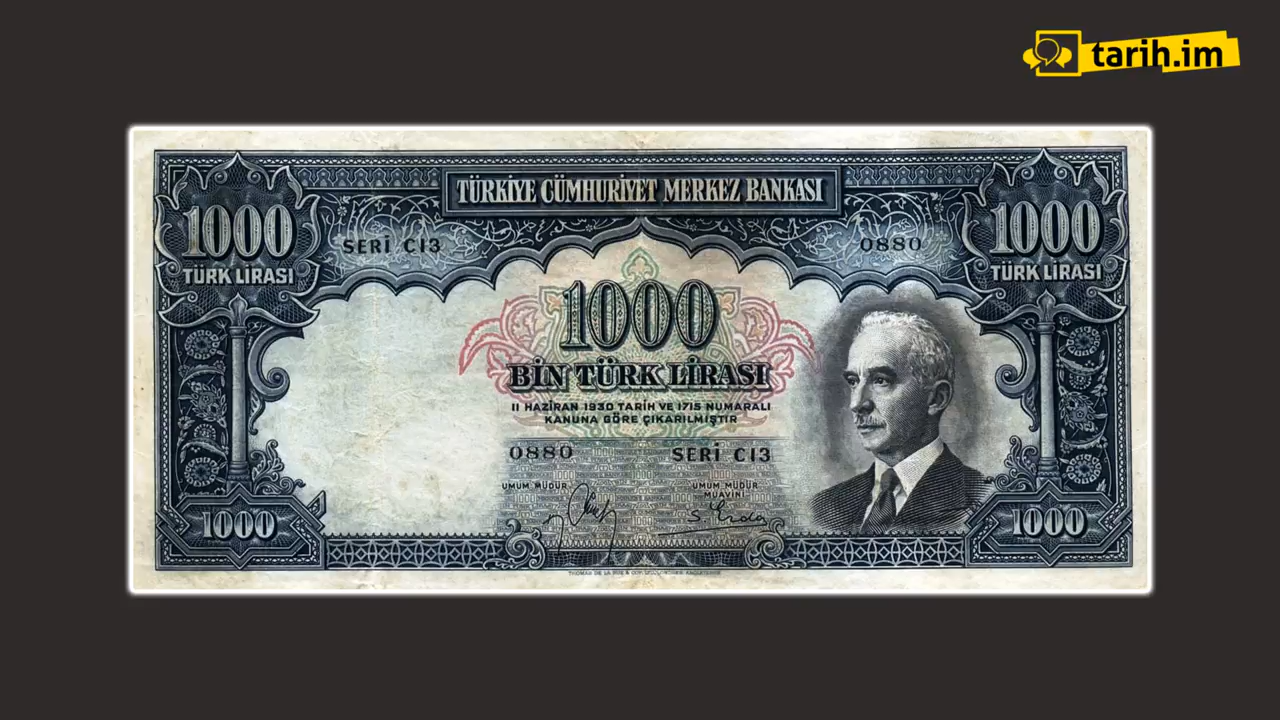 tarih.im
TÜRKİYE CÜMHURİYET MERKEZ BANKASI
1000
TÜRK LİRASI
SERİ C13
0880
1000
TÜRK LİRASI
1000
BİN TÜRK LİRASI
11 HAZİRAN 1930 TARİH VE 1715 NUMARALI
KANUNA GÖRE ÇIKARILMIŞTIR
0880
SERİ C13
UMUM MÜDÜR
UMUM MÜDÜR
MUAVİNİ
1000
1000